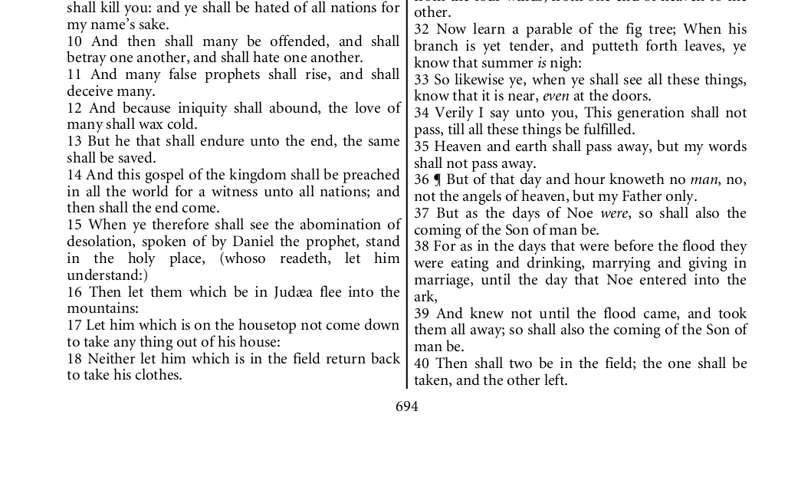 shall kill you: and ye shall be hated of all nations for
my name's sake.
10 And then shall many be offended, and shall
betray one another, and shall hate one another.
11 And many false prophets shall rise, and shall
deceive many.
12 And because iniquity shall abound, the love of
many shall wax cold.
13 But he that shall endure unto the end, the same
shall be saved.
14 And this gospel of the kingdom shall be preached
in all the world for a witness unto all nations; and
then shall the end come.
15 When ye therefore shall see the abomination of
desolation, spoken of by Daniel the prophet, stand
in the holy place, (whoso readeth, let him
understand:)
16 Then let them which be in Judæa flee into the
mountains:
17 Let him which is on the housetop not come down
to take any thing out of his house:
18 Neither let him which is in the field return back
to take his clothes.
other.
32 Now learn a parable of the fig tree; When his
branch is yet tender, and putteth forth leaves, ye
know that summer is nigh:
33 So likewise ye, when ye shall see all these things,
know that it is near, even at the doors.
34 Verily I say unto you, This generation shall not
pass, till all these things be fulfilled.
35 Heaven and earth shall pass away, but my words
shall not pass away.
36 ¶ But of that day and hour knoweth no man, no,
not the angels of heaven, but my Father only.
37 But as the days of Noe were, so shall also the
coming of the Son of man be.
38 For as in the days that were before the flood they
were eating and drinking, marrying and giving in
marriage, until the day that Noe entered into the
ark,
39 And knew not until the flood came, and took
them all away; so shall also the coming of the Son of
man be.
40 Then shall two be in the field; the one shall be
taken, and the other left.
694